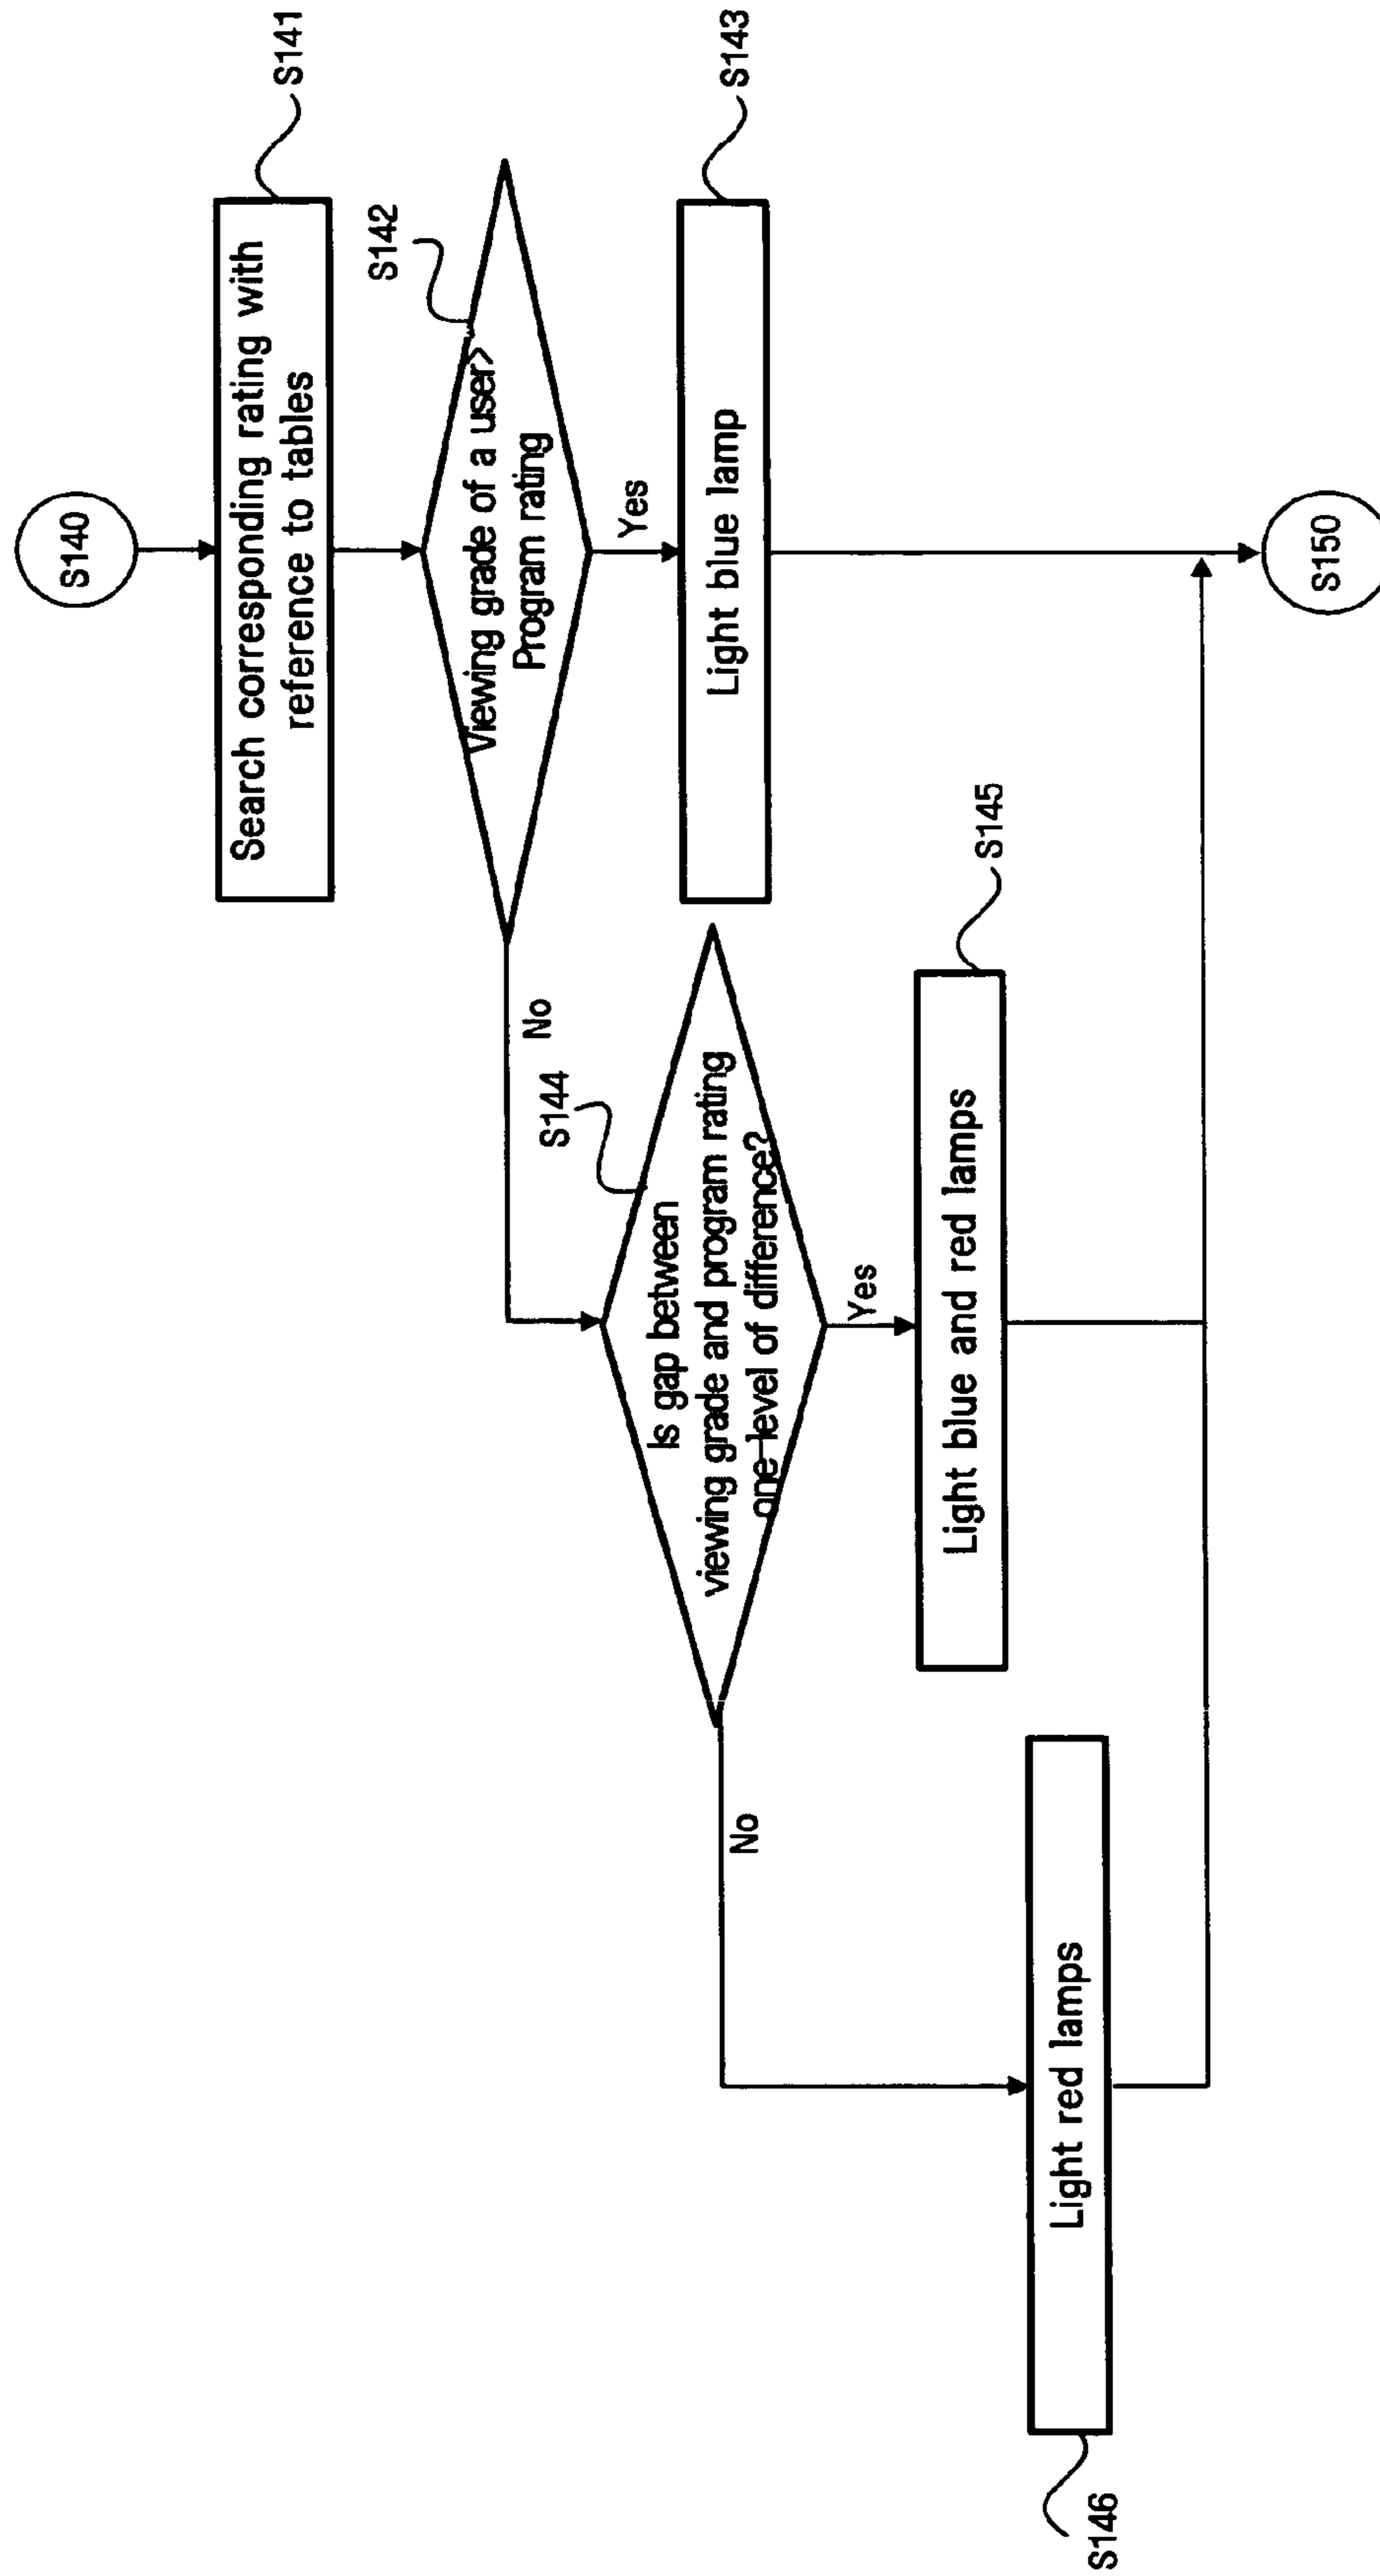 S140
Search corresponding rating with
reference to tables
S141
Viewing grade of a user>
Program rating
S142
Yes
No
Light blue lamp
S143
Is gap between
viewing grade and program rating
one level of difference?
S144
Yes
No
Light blue and red lamps
S145
Light red lamps
S146
S150